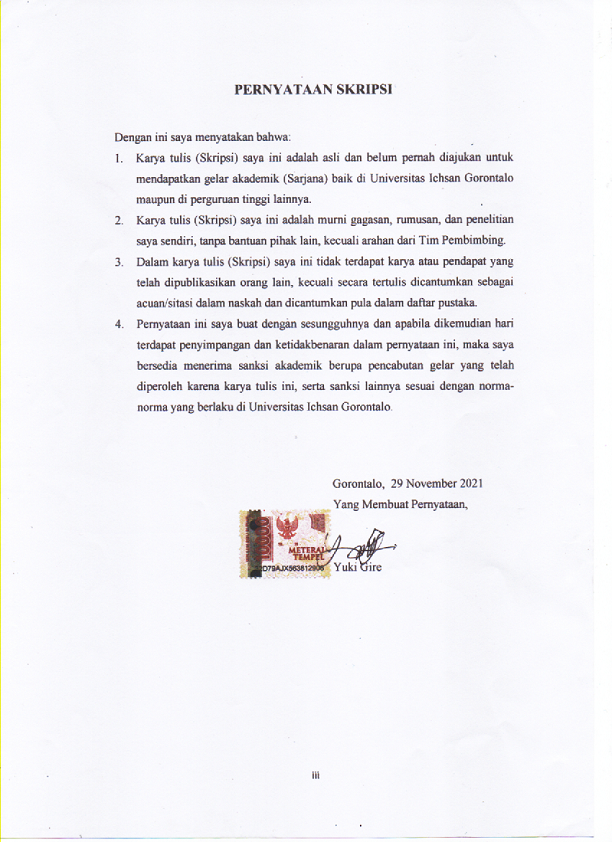 PERNYATAAN SKRIPSI
Dengan ini saya menyatakan bahwa:
1. Karya tulis (Skripsi) saya ini adalah asli dan belum pernah diajukan untuk
mendapatkan gelar akademik (Sarjana) baik di Universitas Ichsan Gorontalo
maupun di perguruan tinggi lainnya.
2. Karya tulis (Skripsi) saya ini adalah murni gagasan, rumusan, dan penelitian
saya sendiri, tanpa bantuan pihak lain, kecuali arahan dari Tim Pembimbing.
3. Dalam karya tulis (Skripsi) saya ini tidak terdapat karya atau pendapat yang
telah dipublikasikan orang lain, kecuali secara tertulis dicantumkan sebagai
acuan/sitasi dalam naskah dan dicantumkan pula dalam daftar pustaka.
4. Pernyataan ini saya buat dengan sesungguhnya dan apabila dikemudian hari
terdapat penyimpangan dan ketidakbenaran dalam pernyataan ini, maka saya
bersedia menerima sanksi akademik berupa pencabutan gelar yang telah
diperoleh karena karya tulis ini, serta sanksi lainnya sesuai dengan norma-
norma yang berlaku di Universitas Ichsan Gorontalo.
Gorontalo, 29 November 2021
Yang Membuat Pernyataan,
10000
METERAI
TEMPEL
Yuki Gire
iii